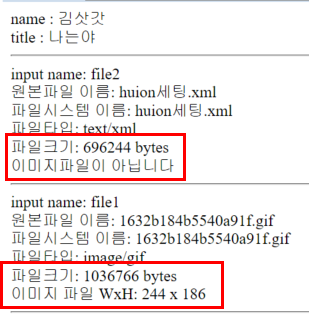 name : 김삿갓
title : 나는야
input name: file2
원본파일 이름: huion세팅.xml
파일시스템 이름: huion세팅.xml
파일타입: text/xml
파일크기: 696244 bytes
이미지파일이 아닙니다
input name: file1
원본파일 이름: 1632b184b5540a91f.gif
파일시스템 이름: 1632b184b5540a91f.gif
파일타입: image/gif
파일크기: 1036766 bytes
이미지 파일 WxH: 244 x 186